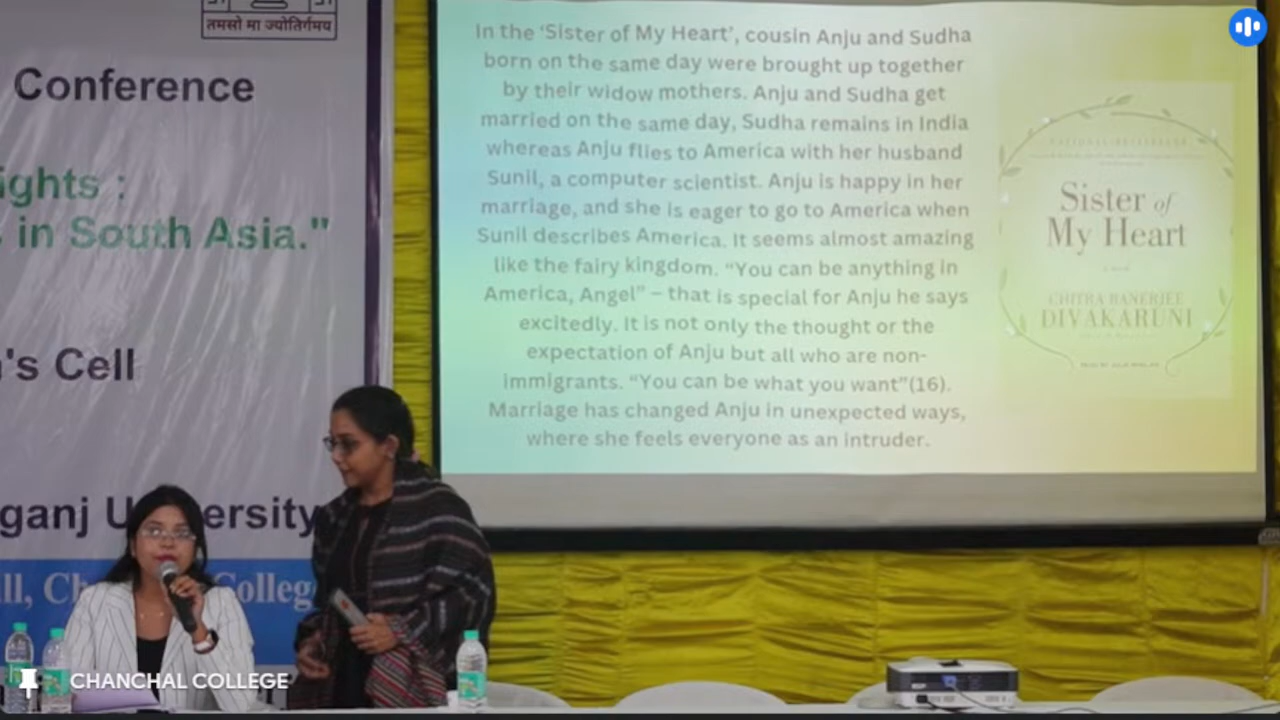 तमसो मा ज्योतिर्गमय
Conference
ights :
in South Asia."
's Cell
ganj U ersity
ll, Ch College
In the ‘Sister of My Heart’, cousin Anju and Sudha
born on the same day were brought up together
by their widow mothers. Anju and Sudha get
married on the same day, Sudha remains in India
whereas Anju flies to America with her husband
Sunil, a computer scientist. Anju is happy in her
marriage, and she is eager to go to America when
Sunil describes America. It seems almost amazing
like the fairy kingdom. “You can be anything in
America, Angel” – that is special for Anju he says
excitedly. It is not only the thought or the
expectation of Anju but all who are non-
immigrants. “You can be what you want”(16).
Marriage has changed Anju in unexpected ways,
where she feels everyone as an intruder.
NATIONAL BESTSELLER
Sister of
My Heart
CHITRA BANERJEE
DIVAKARUNI
CHANCHAL COLLEGE